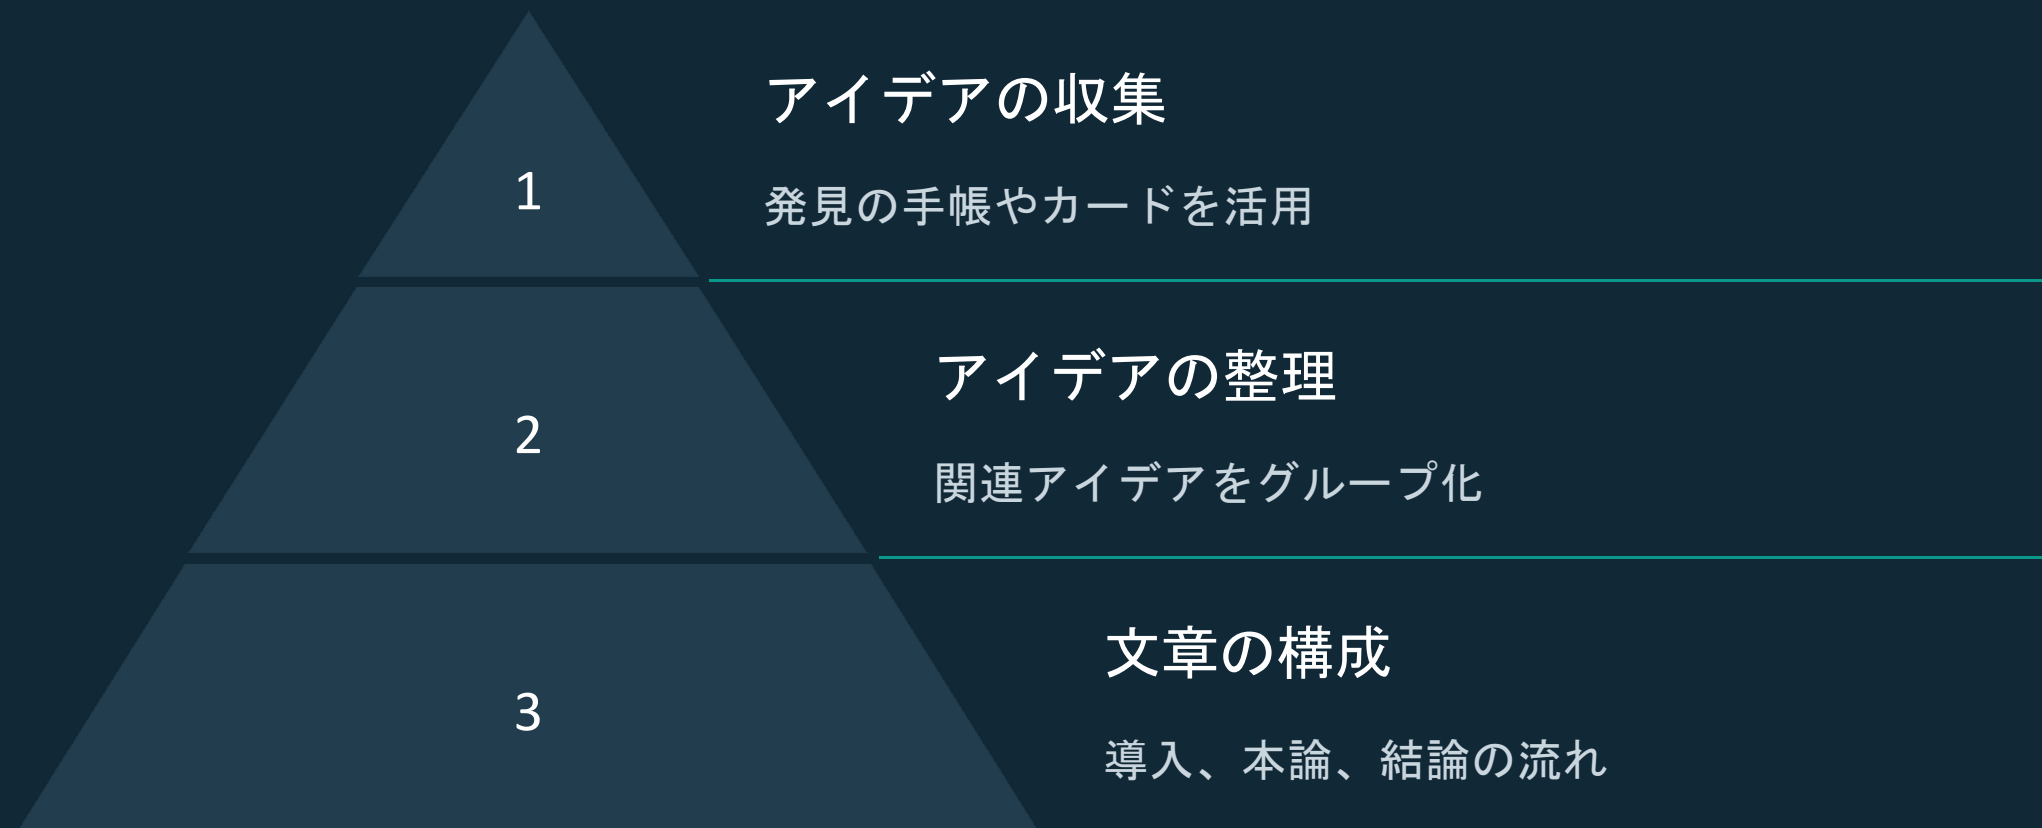 1
アイデアの収集
発見の手帳やカードを活用
2
アイデアの整理
関連アイデアをグループ化
3
文章の構成
導入、本論、結論の流れ